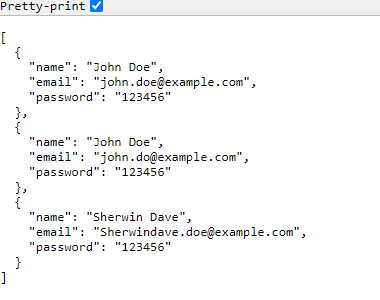 Pretty-print
[
  {
    "name": "John Doe",
    "email": "john.doe@example.com",
    "password": "123456"
  },
  {
    "name": "John Doe",
    "email": "john.do@example.com",
    "password": "123456"
  },
  {
    "name": "Sherwin Dave",
    "email": "Sherwindave.doe@example.com",
    "password": "123456"
  }
]